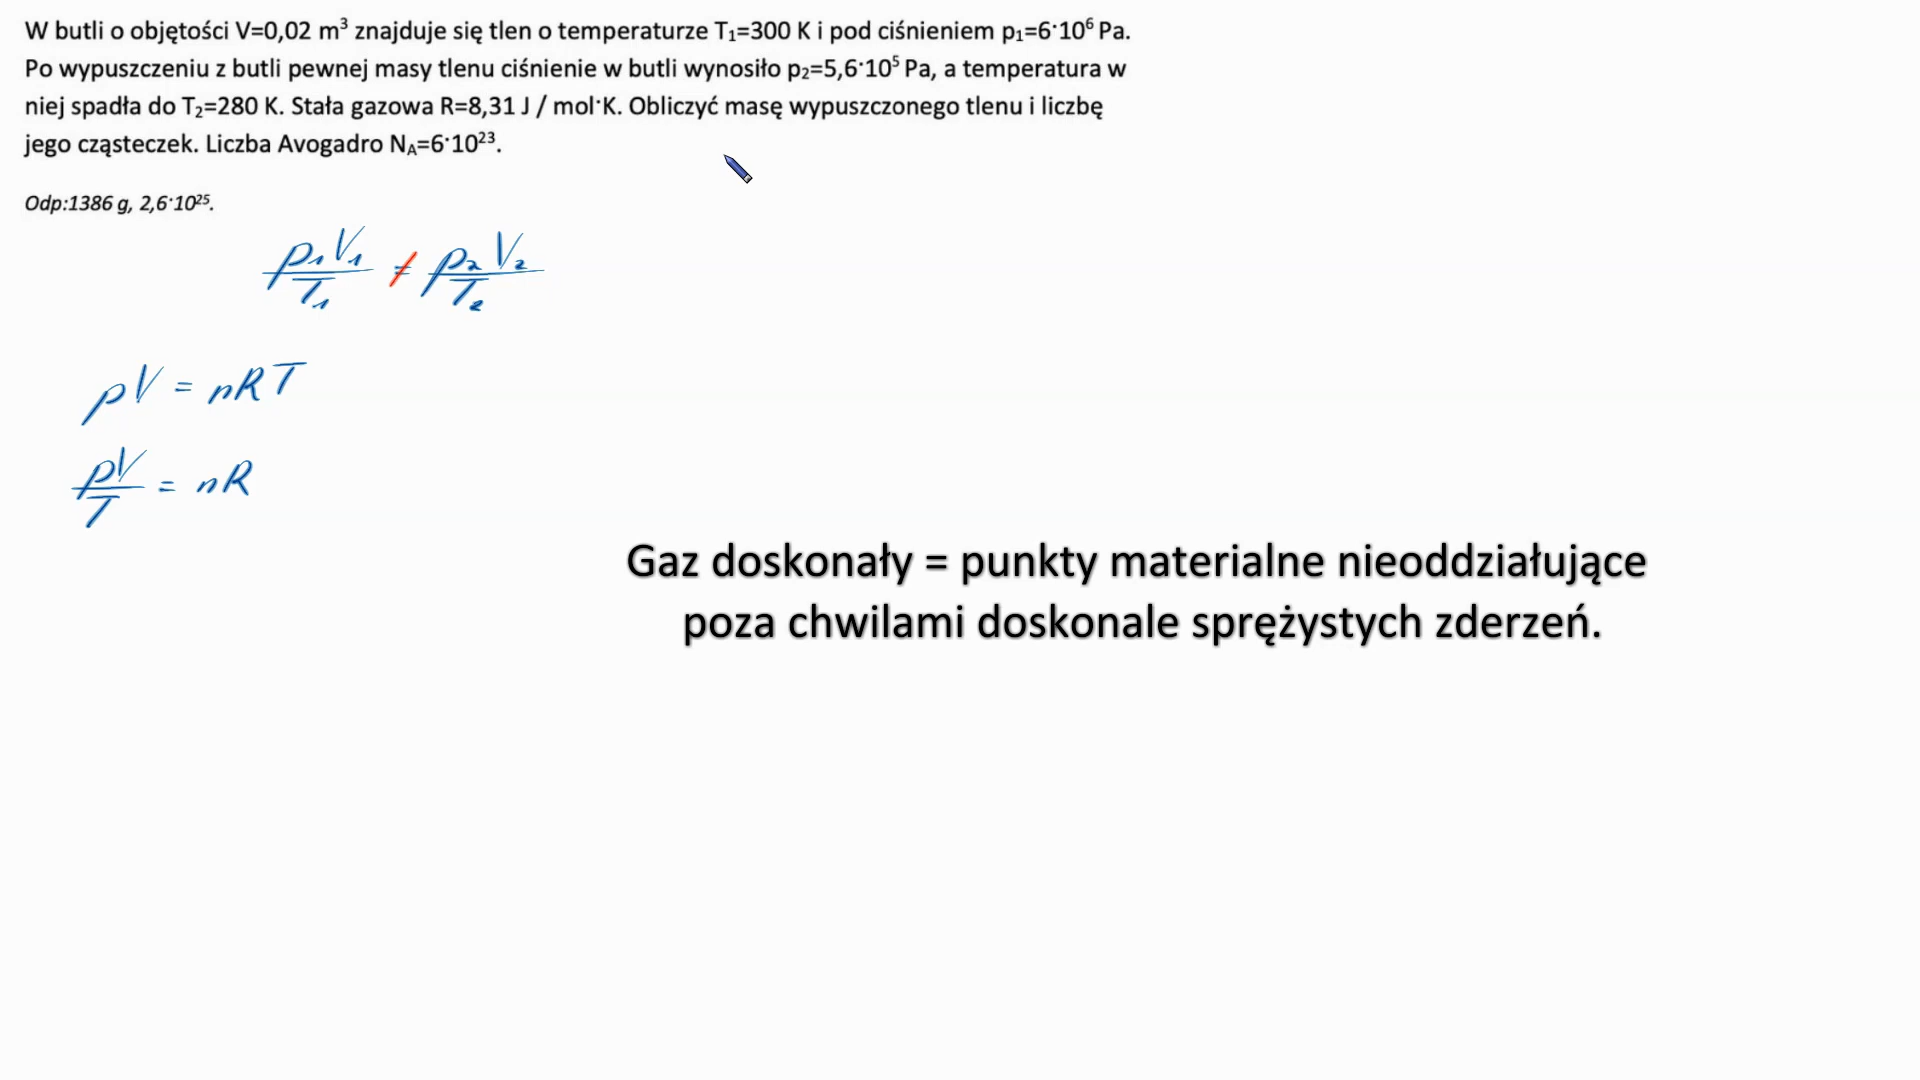 W butli o objętości V=0,02 m³ znajduje się tlen o temperaturze T₁=300 K i pod ciśnieniem p₁=6·10⁶ Pa.
Po wypuszczeniu z butli pewnej masy tlenu ciśnienie w butli wynosiło p₂=5,6·10⁵ Pa, a temperatura w
niej spadła do T₂=280 K. Stała gazowa R=8,31 J / mol·K. Obliczyć masę wypuszczonego tlenu i liczbę
jego cząsteczek. Liczba Avogadro N_A=6·10²³.
Odp:1386 g, 2,6·10²⁵.
p₁V₁/T₁ ≠ p₂V₂/T₂
pV = nRT
pV/T = nR
Gaz doskonały = punkty materialne nieoddziałujące
poza chwilami doskonale sprężystych zderzeń.